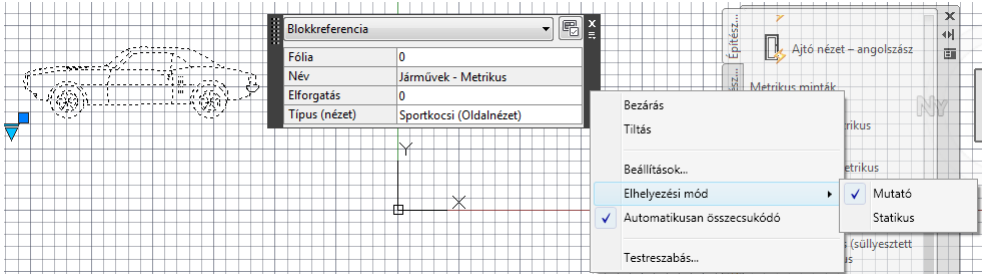 Blokkreferencia
Fólia 0
Név Járművek - Metrikus
Elforgatás 0
Típus (nézet) Sportkocsi (Oldalnézet)
Y
X
Bezárás
Tiltás
Beállítások...
Elhelyezési mód
Automatikusan összecsukódó
Testreszabás...
Mutató
Statikus
Építész...
Ajtó nézet – angolszász
Metrikus minták
Ny
rikus
etrikus
(süllyesztett